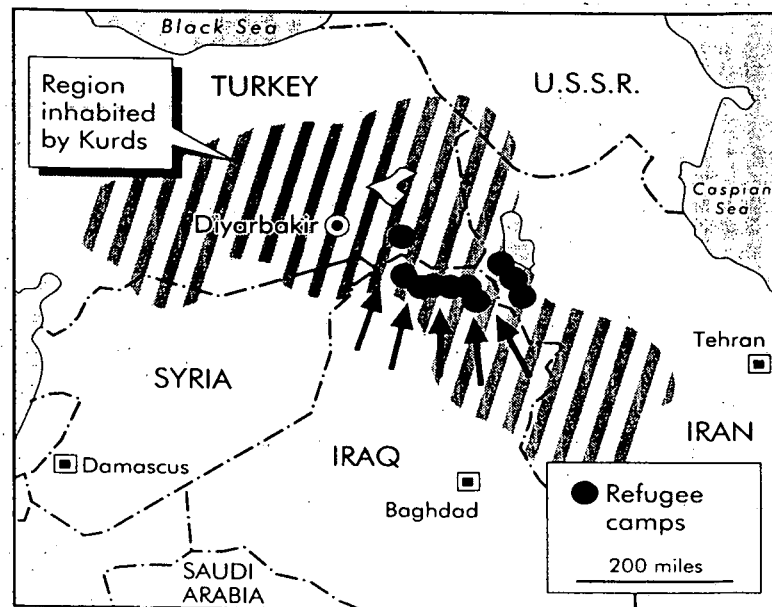 Black Sea
TURKEY
U.S.S.R.
Region
inhabited
by Kurds
Caspian
Sea
Diyarbakir
Tehran
SYRIA
IRAN
IRAQ
Damascus
Baghdad
Refugee
camps
200 miles
SAUDI
ARABIA